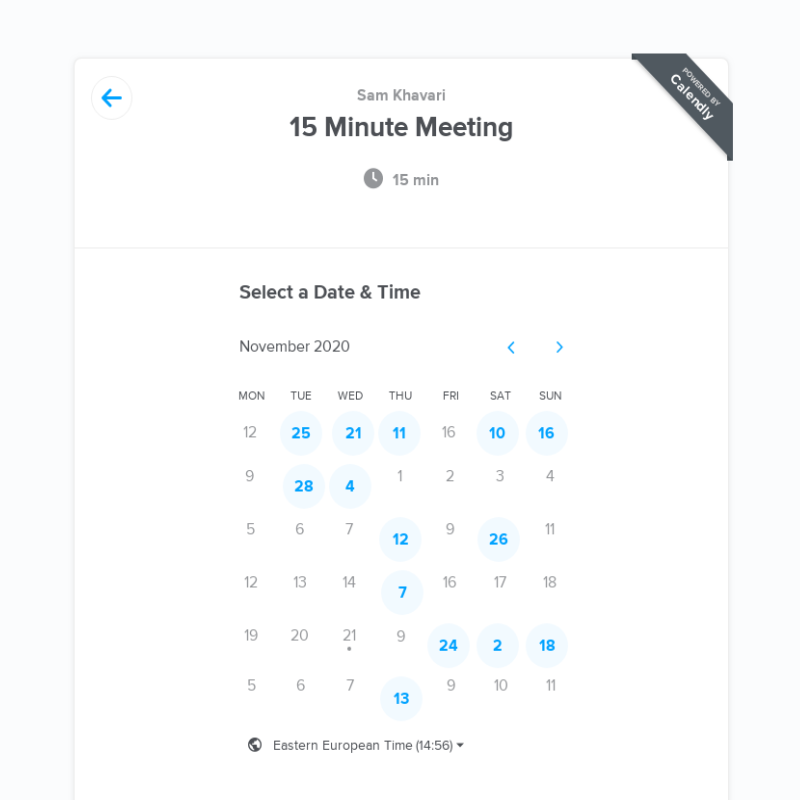 POWERED BY
Calendly
Sam Khavari
15 Minute Meeting
15 min
Select a Date & Time
November 2020
MON TUE WED THU FRI SAT SUN
12 25 21 11 16 10 16
9 28 4 1 2 3 4
5 6 7 12 9 26 11
12 13 14 7 16 17 18
19 20 21 9 24 2 18
5 6 7 13 9 10 11
Eastern European Time (14:56)